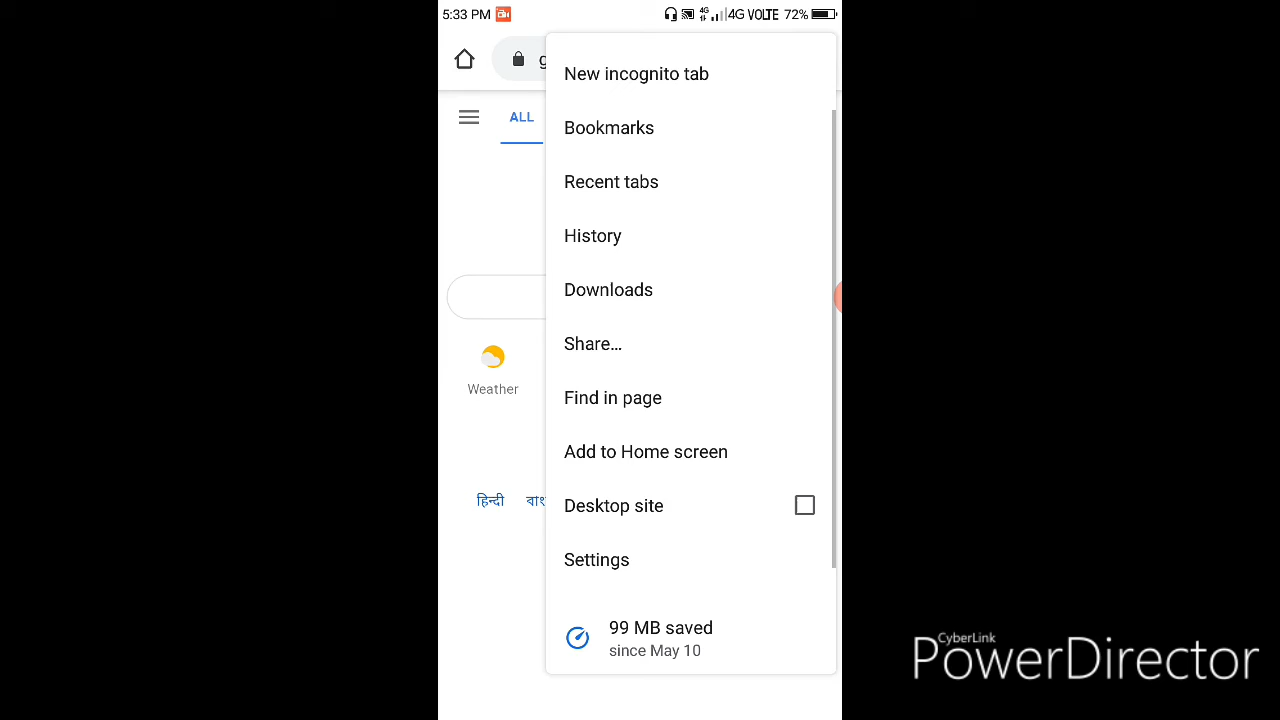 5:33 PM 4G 4G VOLTE 72%
g
ALL
New incognito tab
Bookmarks
Recent tabs
History
Downloads
Share...
Weather
Find in page
Add to Home screen
हिन्दी বাং
Desktop site
Settings
99 MB saved
since May 10
CyberLink
PowerDirector